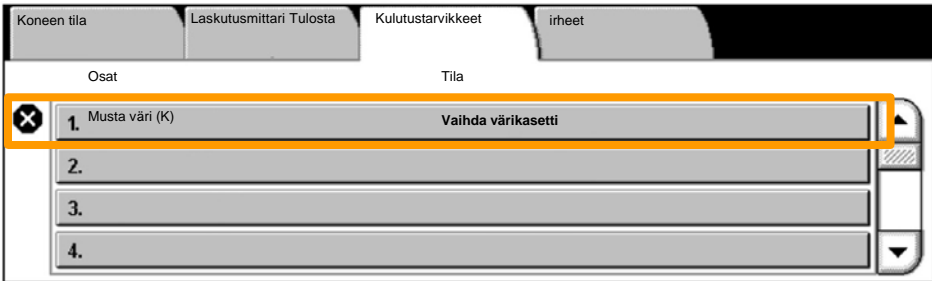 Koneen tila Laskutusmittari Tulosta Kulutustarvikkeet irheet
Osat Tila
1. Musta väri (K) Vaihda värikasetti
2.
3.
4.